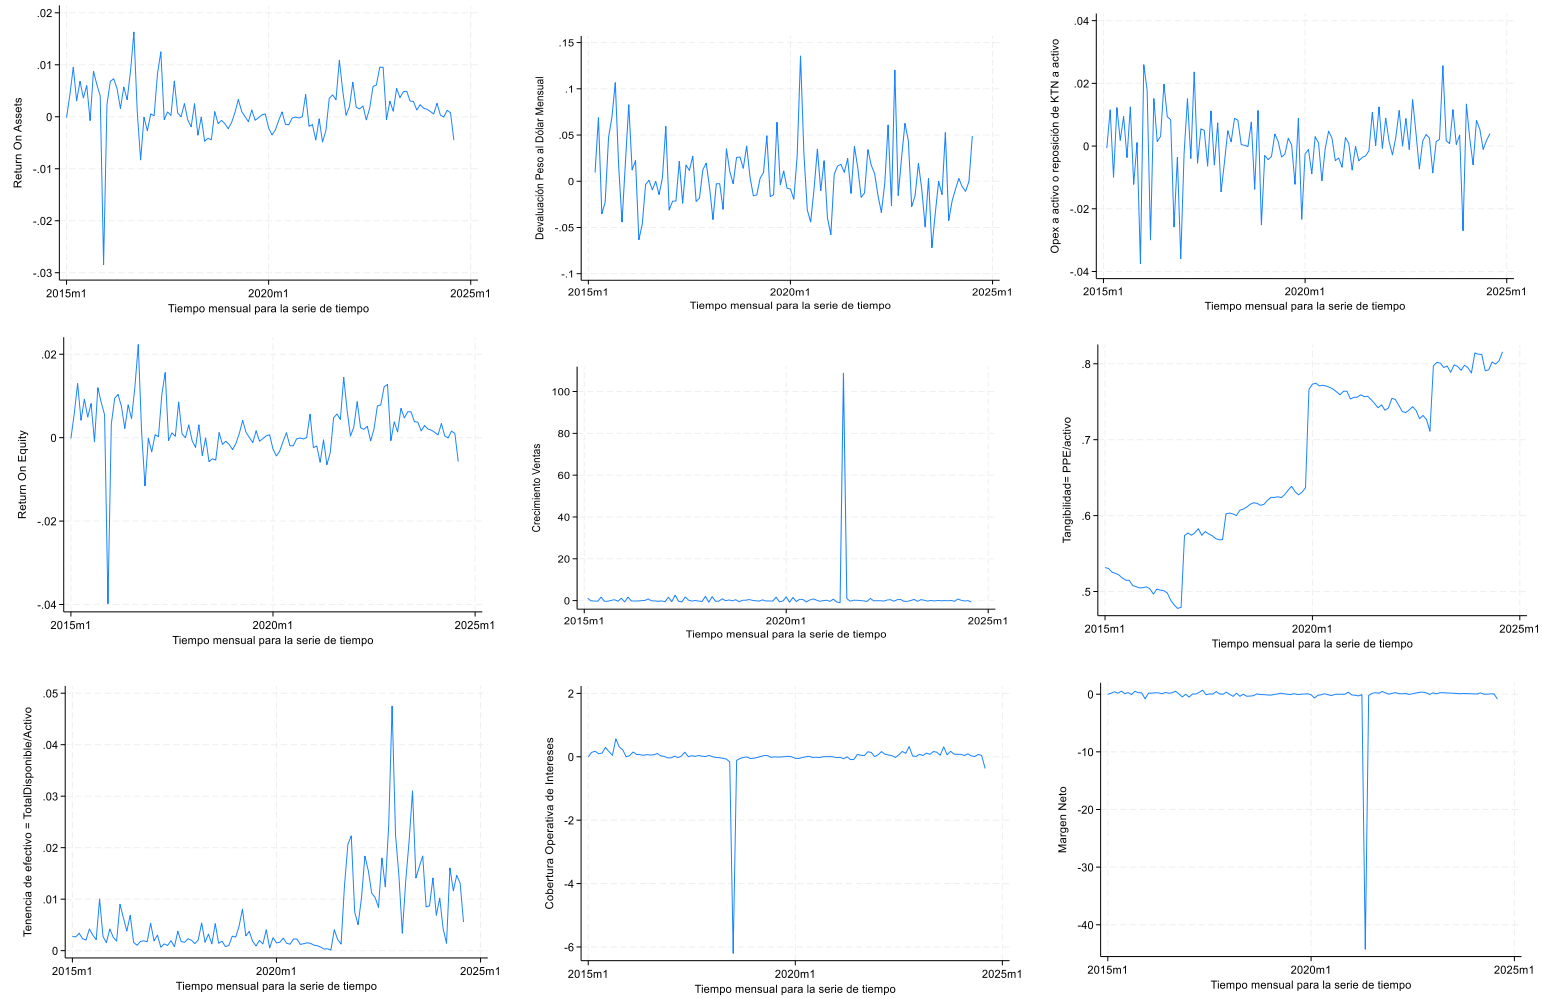 Return On Assets
.02
.01
0
-.01
-.02
-.03
2015m1 2020m1 2025m1
Tiempo mensual para la serie de tiempo
Devaluación Peso al Dólar Mensual
.15
.1
.05
0
-.05
-.1
2015m1 2020m1 2025m1
Tiempo mensual para la serie de tiempo
Opex a activo o reposición de KTN a activo
.04
.02
0
-.02
-.04
2015m1 2020m1 2025m1
Tiempo mensual para la serie de tiempo
Return On Equity
.02
0
-.02
-.04
2015m1 2020m1 2025m1
Tiempo mensual para la serie de tiempo
Crecimiento Ventas
100
80
60
40
20
0
2015m1 2020m1 2025m1
Tiempo mensual para la serie de tiempo
Tangibilidad= PPE/activo
.8
.7
.6
.5
2015m1 2020m1 2025m1
Tiempo mensual para la serie de tiempo
Tenencia de efectivo = TotalDisponible/Activo
.05
.04
.03
.02
.01
0
2015m1 2020m1 2025m1
Tiempo mensual para la serie de tiempo
Cobertura Operativa de Intereses
2
0
-2
-4
-6
2015m1 2020m1 2025m1
Tiempo mensual para la serie de tiempo
Margen Neto
0
-10
-20
-30
-40
2015m1 2020m1 2025m1
Tiempo mensual para la serie de tiempo